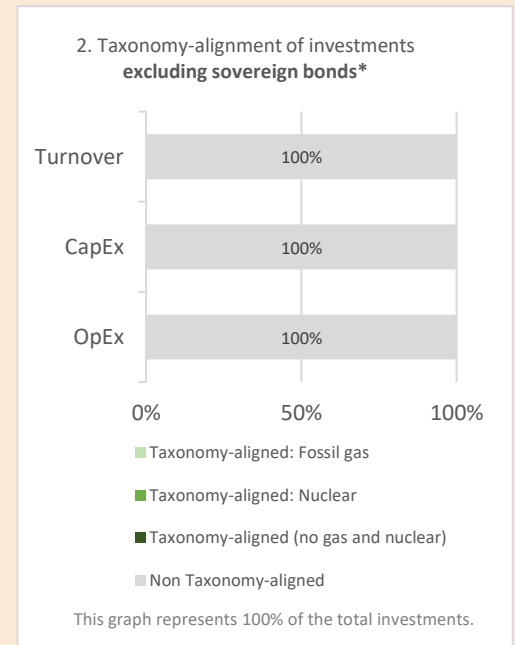 2. Taxonomy-alignment of investments
excluding sovereign bonds*
Turnover
100%
CapEx
100%
OpEx
100%
0%
50%
100%
Taxonomy-aligned: Fossil gas
Taxonomy-aligned: Nuclear
Taxonomy-aligned (no gas and nuclear)
Non Taxonomy-aligned
This graph represents 100% of the total investments.